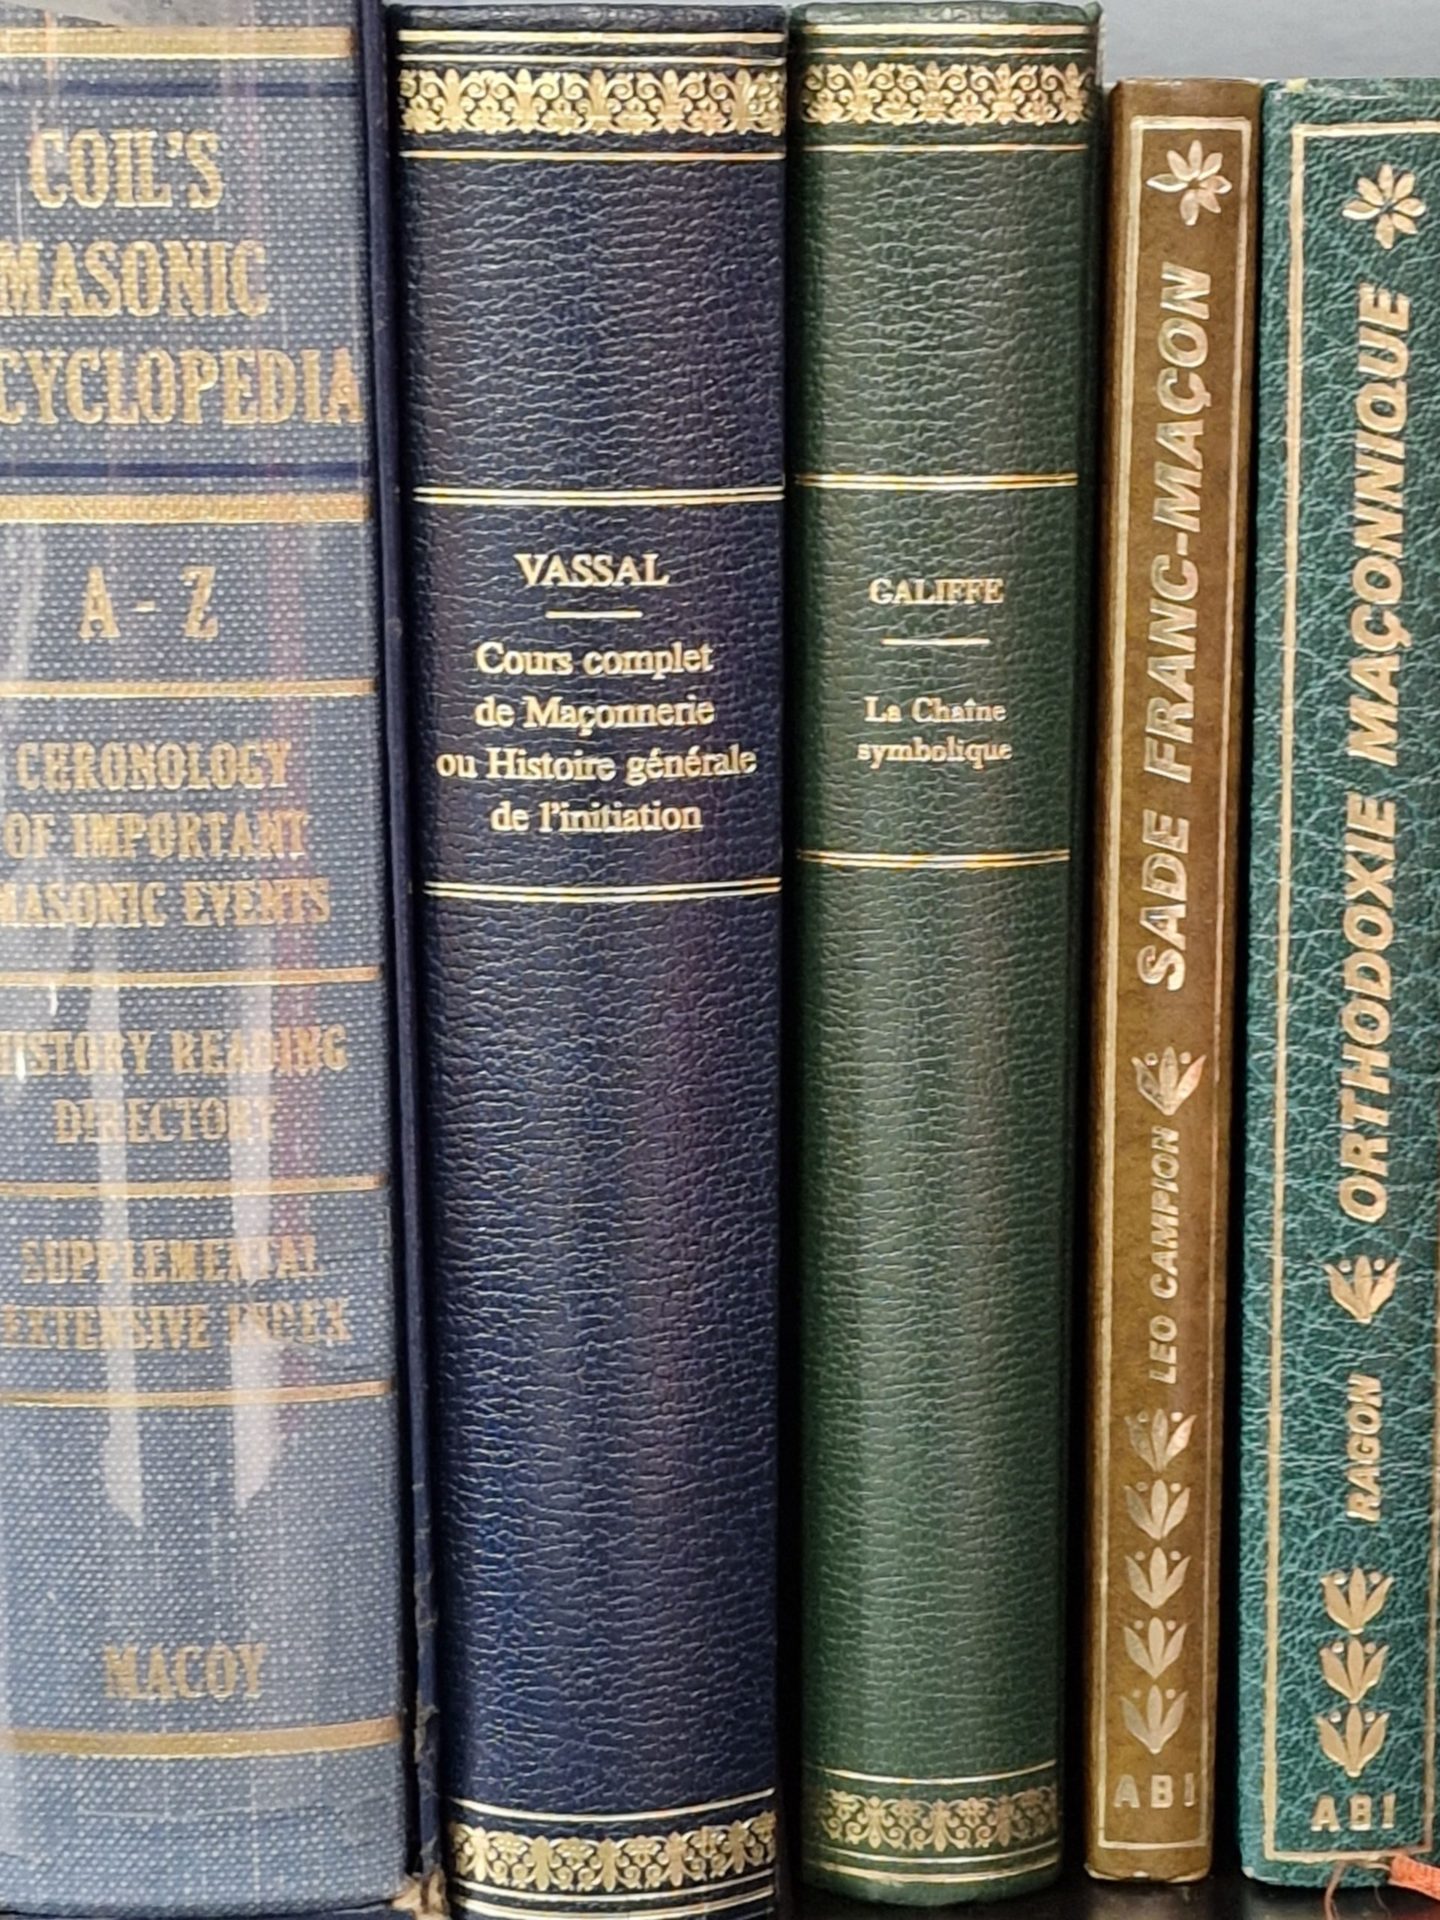 COIL'S
MASONIC
CYCLOPEDIA
A - Z
CHRONOLOGY
OF IMPORTANT
MASONIC EVENTS
HISTORY READING
DIRECTORY
SUPPLEMENTAL
EXTENSIVE INDEX
MACOY
VASSAL
Cours complet
de Maçonnerie
ou Histoire générale
de l'initiation
GALIFFE
La Chaîne
symbolique
SADE FRANC-MAÇON
LEO CAMPION
ABI
ORTHODOXIE MAÇONNIQUE
RAGON
ABI